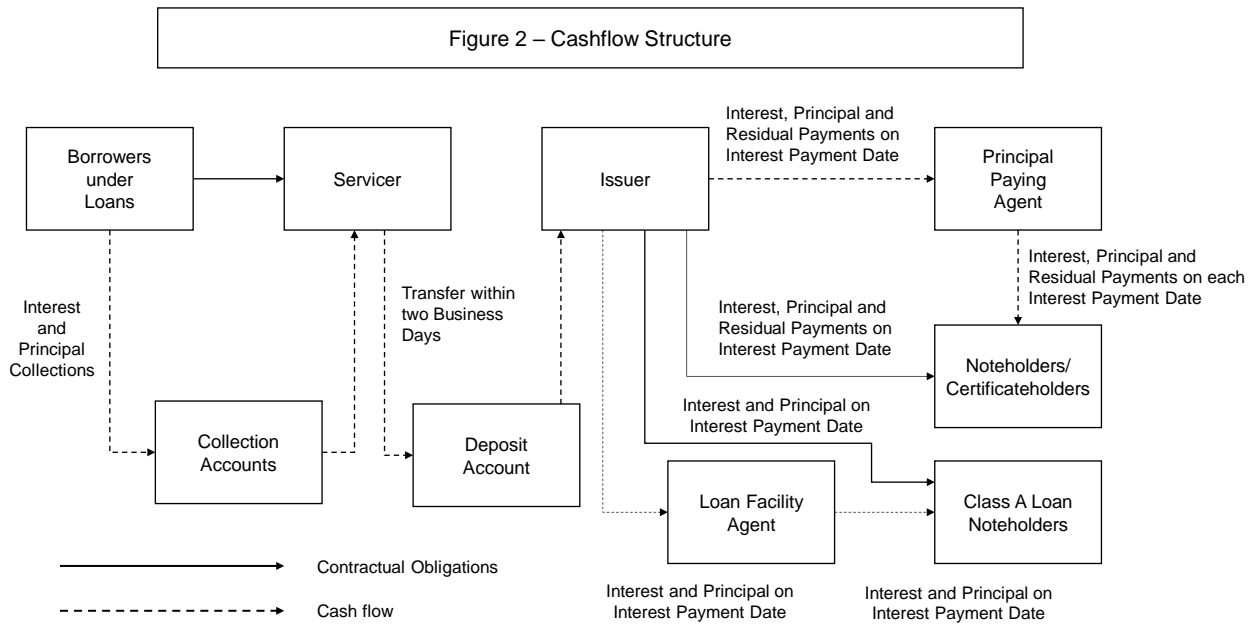 Figure 2 – Cashflow Structure
Borrowers
under
Loans
Servicer
Issuer
Interest, Principal and
Residual Payments on
Interest Payment Date
Principal
Paying
Agent
Interest
and
Principal
Collections
Transfer within
two Business
Days
Interest, Principal and
Residual Payments on each
Interest Payment Date
Interest, Principal and
Residual Payments on
Interest Payment Date
Noteholders/
Certificateholders
Interest and Principal on
Interest Payment Date
Collection
Accounts
Deposit
Account
Loan Facility
Agent
Class A Loan
Noteholders
Contractual Obligations
Cash flow
Interest and Principal on
Interest Payment Date
Interest and Principal on
Interest Payment Date